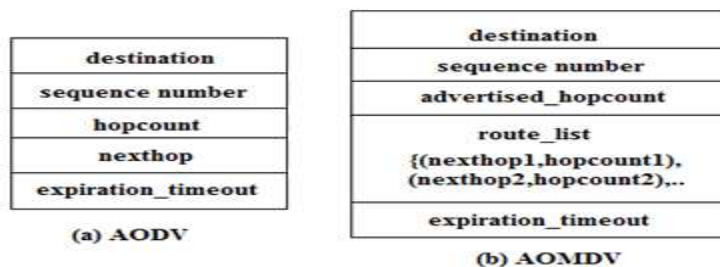 destination
sequence number
hopcount
nexthop
expiration_timeout
(a) AODV
destination
sequence number
advertised_hopcount
route_list
{(nexthop1,hopcount1),
(nexthop2,hopcount2),..
expiration_timeout
(b) AOMDV